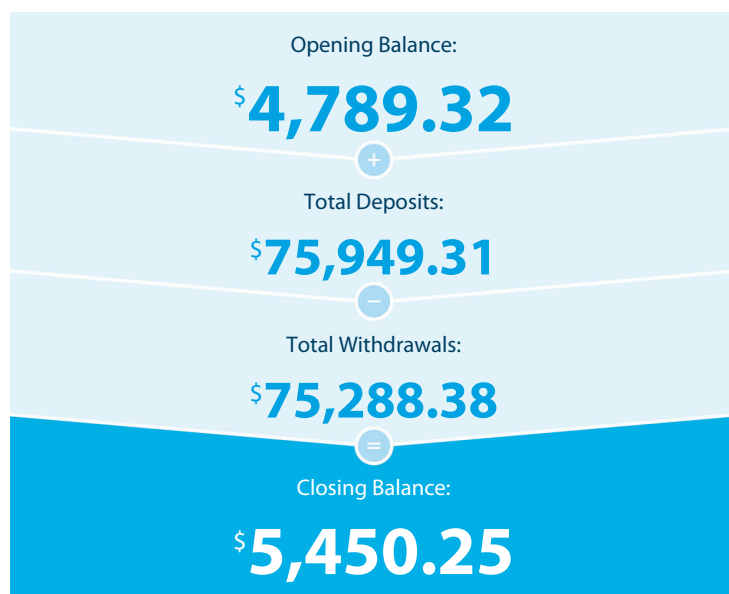 Opening Balance:
$4,789.32
+
Total Deposits:
$75,949.31
−
Total Withdrawals:
$75,288.38
=
Closing Balance:
$5,450.25